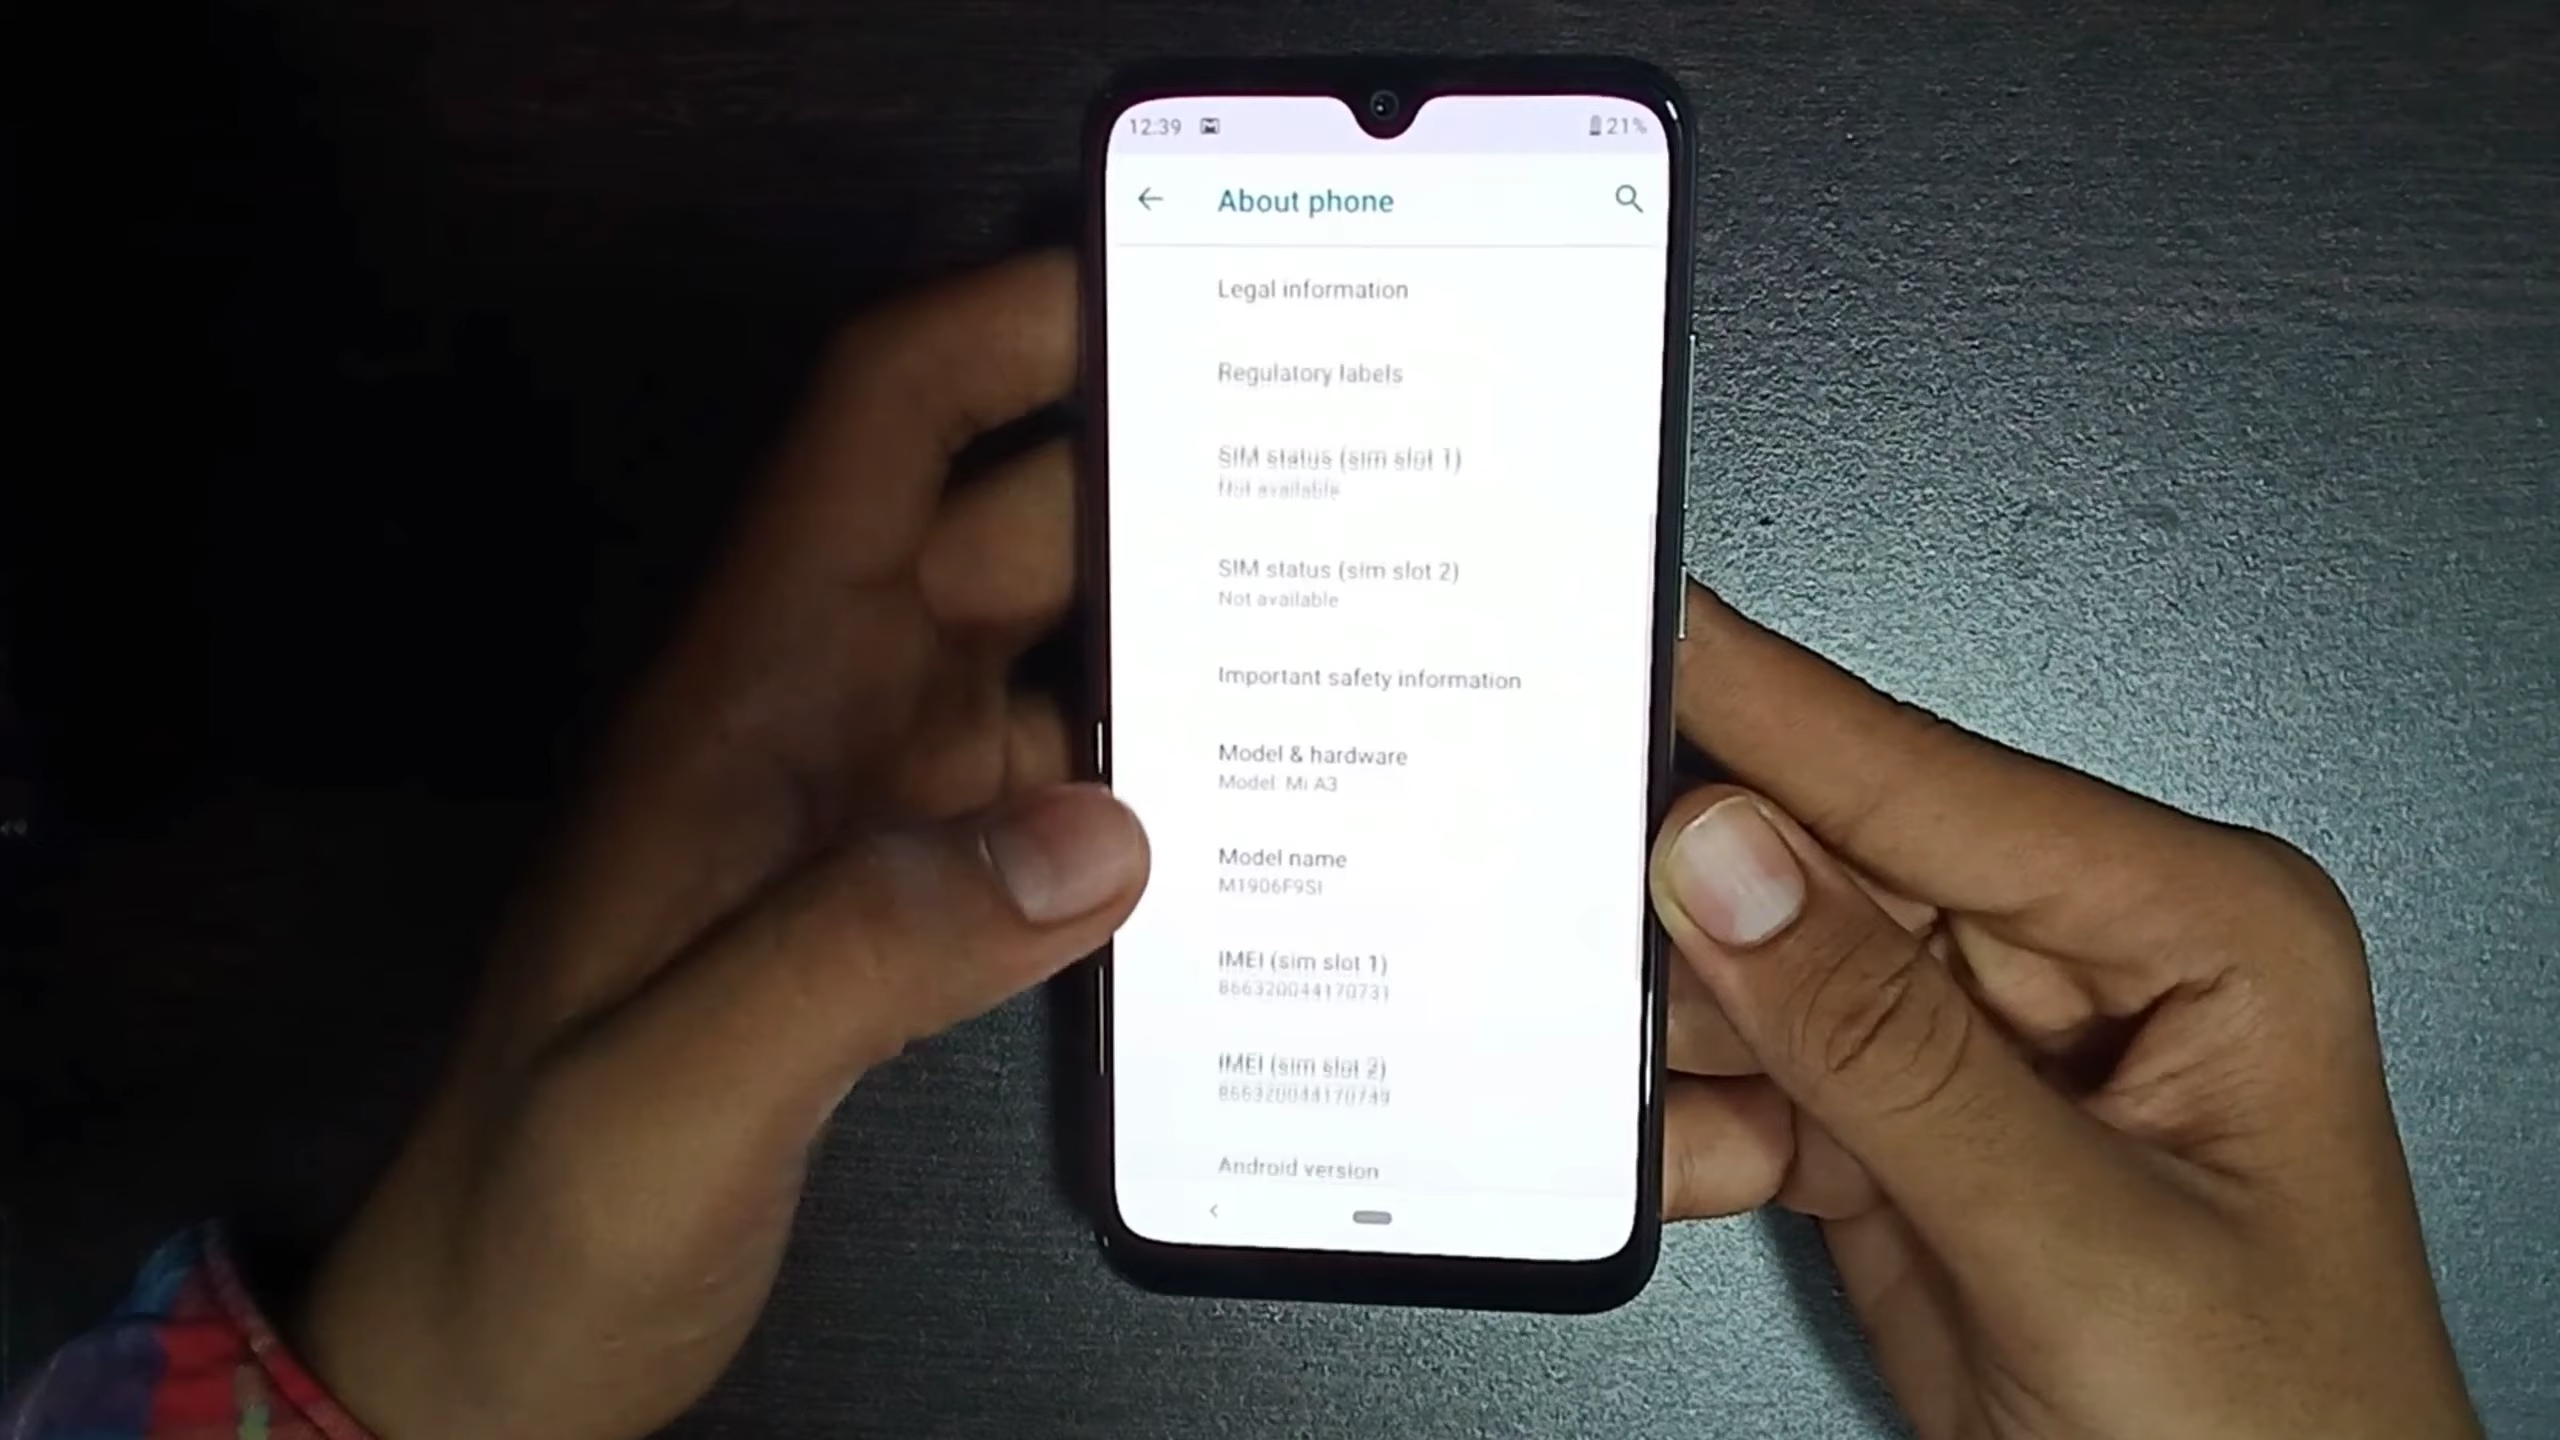 12:39
21%
About phone
Legal information
Regulatory labels
SIM status (sim slot 1)
Not available
SIM status (sim slot 2)
Not available
Important safety information
Model & hardware
Model: Mi A3
Model name
M1906F9SI
IMEI (sim slot 1)
866320044170731
IMEI (sim slot 2)
866320044170749
Android version